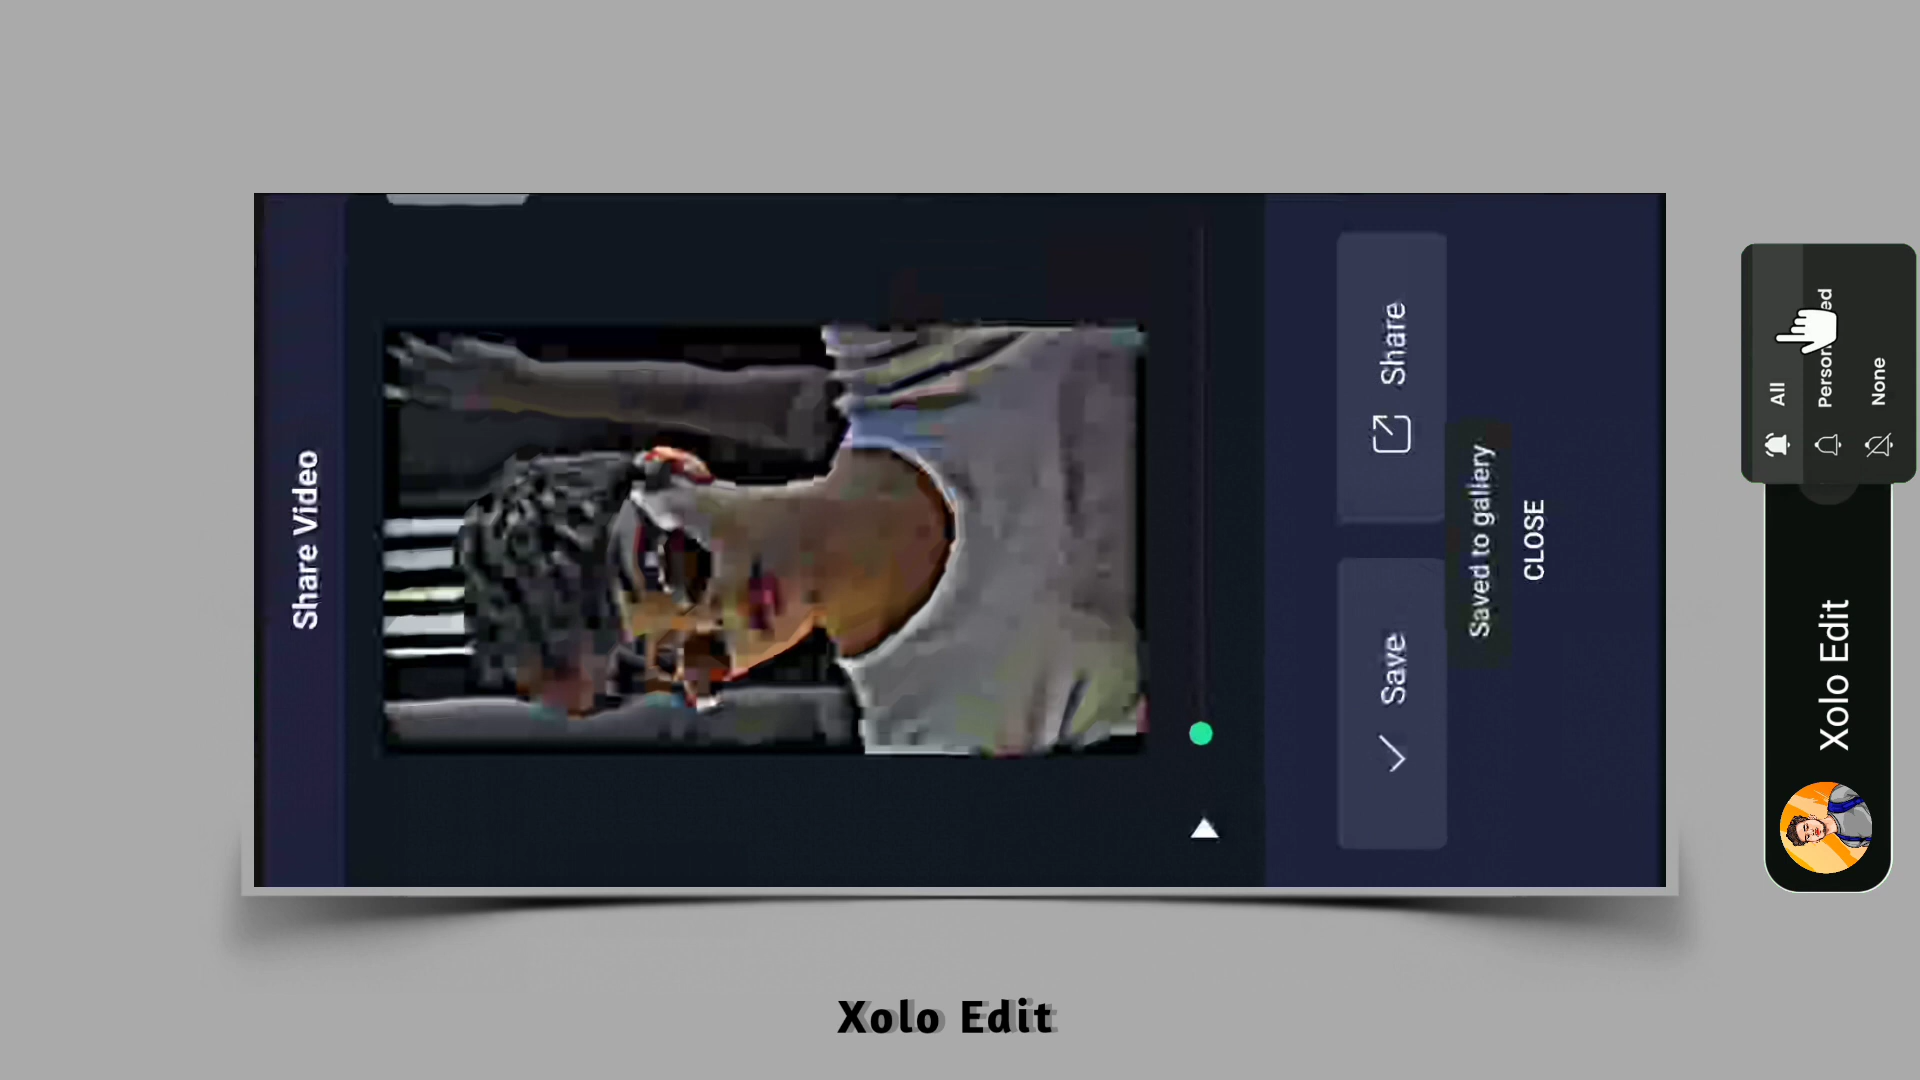 Share Video
Save
Share
Saved to gallery
CLOSE
All
None
Xolo Edit
Xolo Edit